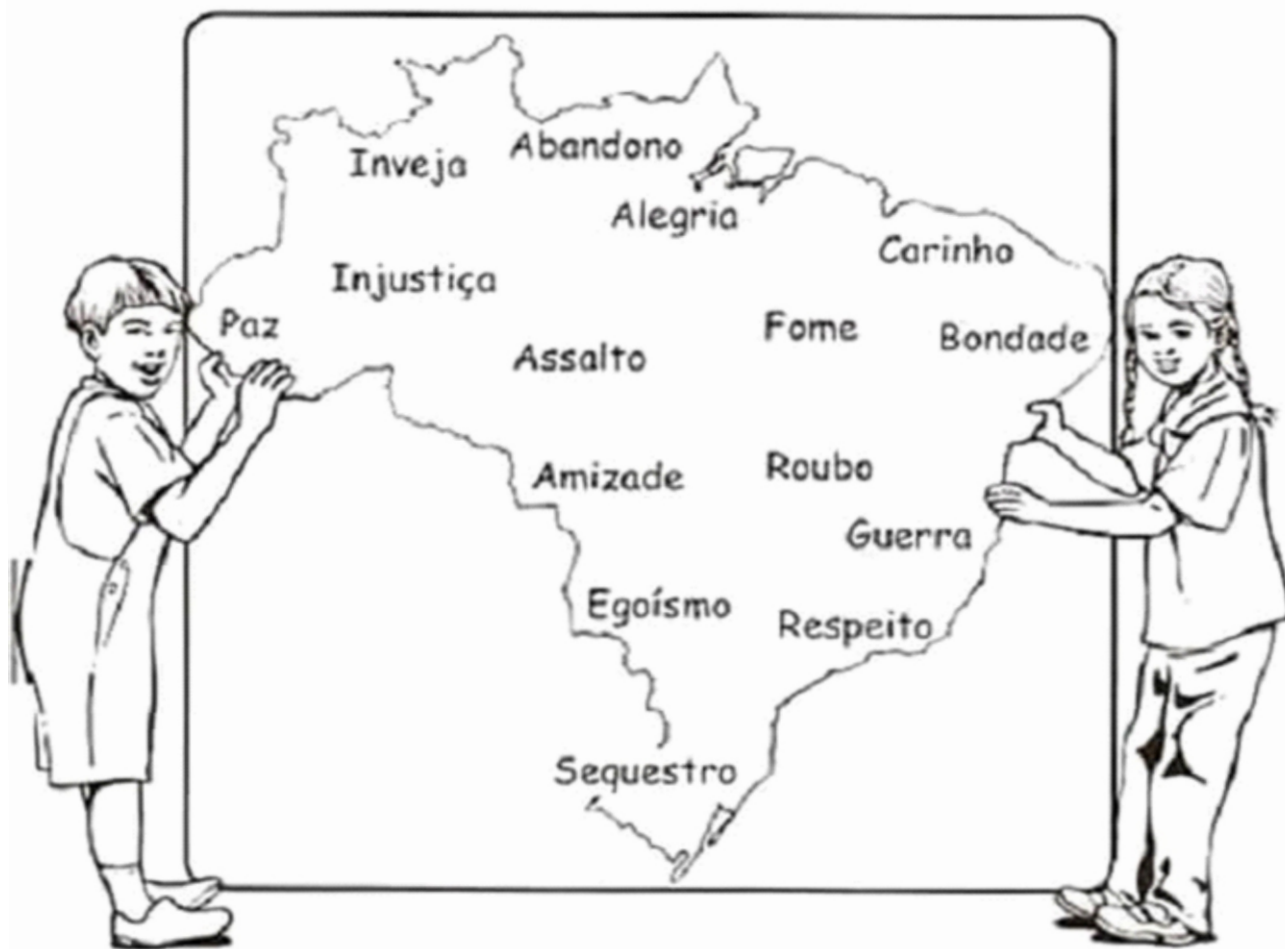 Abandono
Inveja
Alegria
Carinho
Injustiça
Paz
Fome
Bondade
Assalto
Roubo
Amizade
Guerra
Egoísmo
Respeito
Sequestro